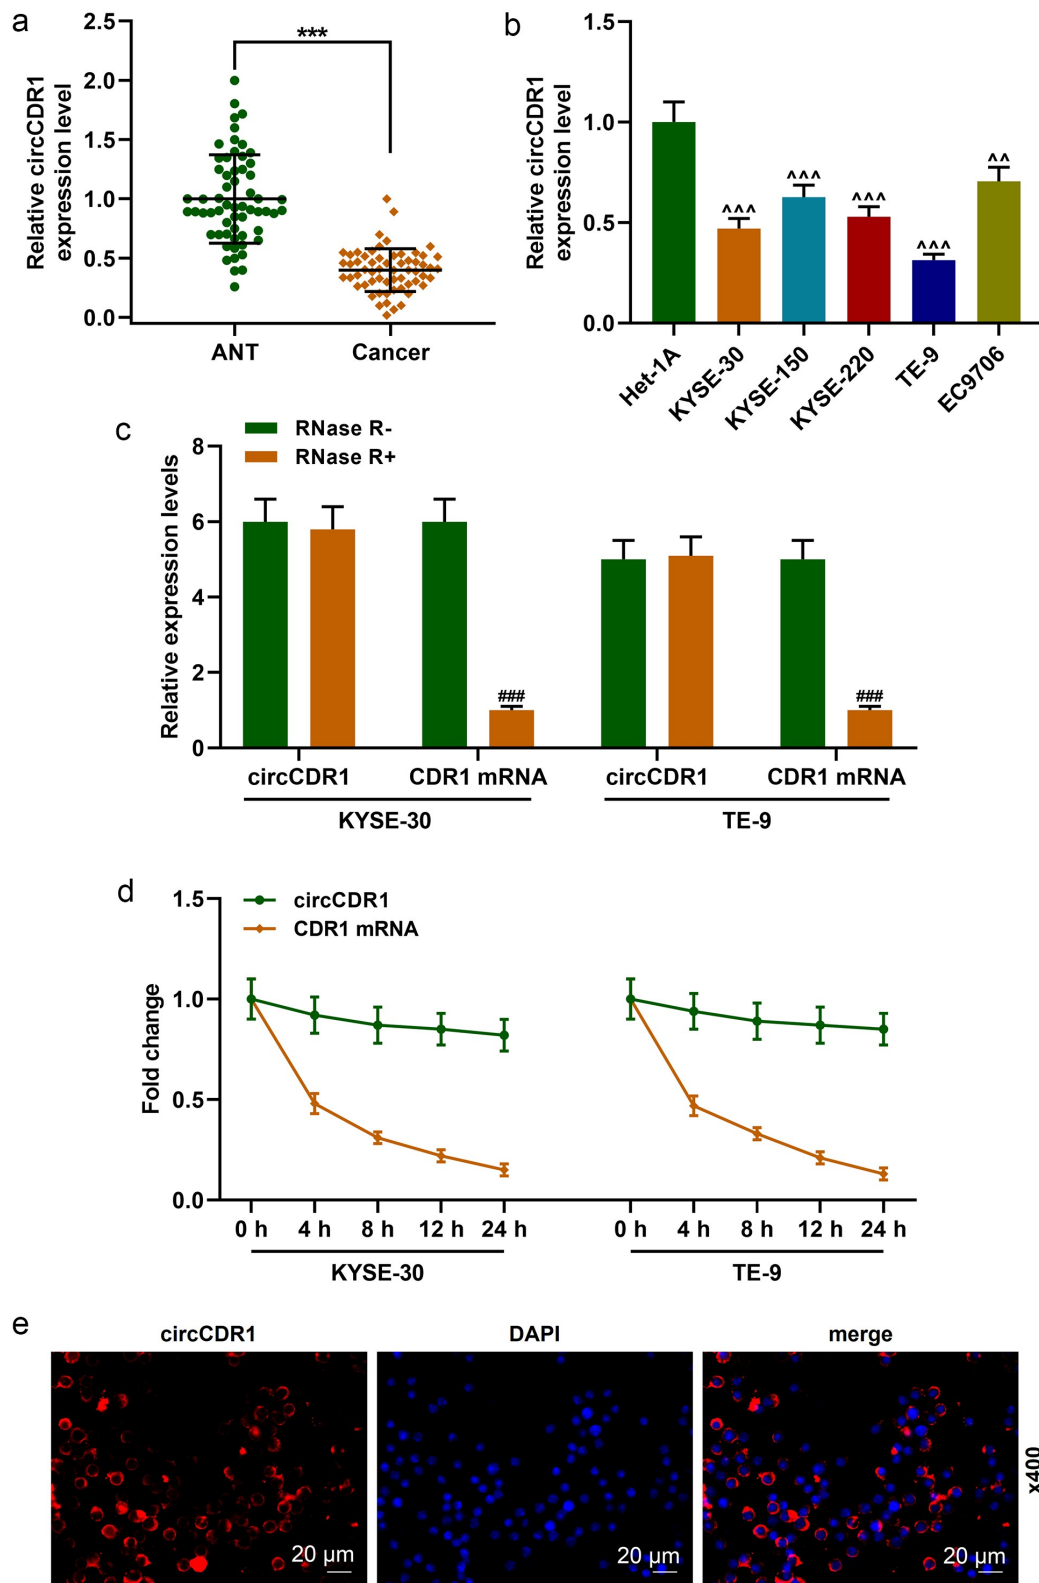 a
Relative circCDR1
expression level
2.5
2.0
1.5
1.0
0.5
0.0
***
ANT
Cancer
b
Relative circCDR1
expression level
1.5
1.0
0.5
0.0
^^^
^^^
^^^
^^^
^^
Het-1A
KYSE-30
KYSE-150
KYSE-220
TE-9
EC9706
c
RNase R-
RNase R+
Relative expression levels
8
6
4
2
0
###
###
circCDR1
CDR1 mRNA
circCDR1
CDR1 mRNA
KYSE-30
TE-9
d
circCDR1
CDR1 mRNA
Fold change
1.5
1.0
0.5
0.0
0 h 4 h 8 h 12 h 24 h
0 h 4 h 8 h 12 h 24 h
KYSE-30
TE-9
e
circCDR1
DAPI
merge
20 µm
20 µm
20 µm
x400